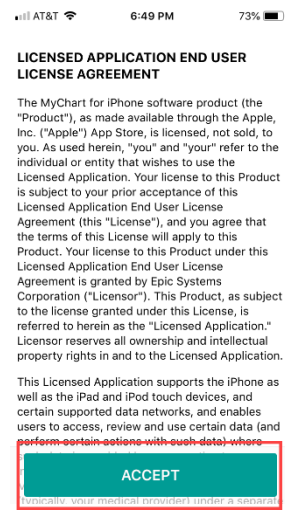 AT&T 6:49 PM 73%
LICENSED APPLICATION END USER
LICENSE AGREEMENT
The MyChart for iPhone software product (the
"Product"), as made available through the Apple,
Inc. ("Apple") App Store, is licensed, not sold, to
you. As used herein, "you" and "your" refer to the
individual or entity that wishes to use the
Licensed Application. Your license to this Product
is subject to your prior acceptance of this
Licensed Application End User License
Agreement (this "License"), and you agree that
the terms of this License will apply to this
Product. Your license to this Product under this
Licensed Application End User License
Agreement is granted by Epic Systems
Corporation ("Licensor"). This Product, as subject
to the license granted under this License, is
referred to herein as the "Licensed Application."
Licensor reserves all ownership and intellectual
property rights in and to the Licensed Application.
This Licensed Application supports the iPhone as
well as the iPad and iPod touch devices, and
certain supported data networks, and enables
users to access, review and use certain data (and
perform certain actions with such data) where
ACCEPT
typically, your medical provider) under a separate